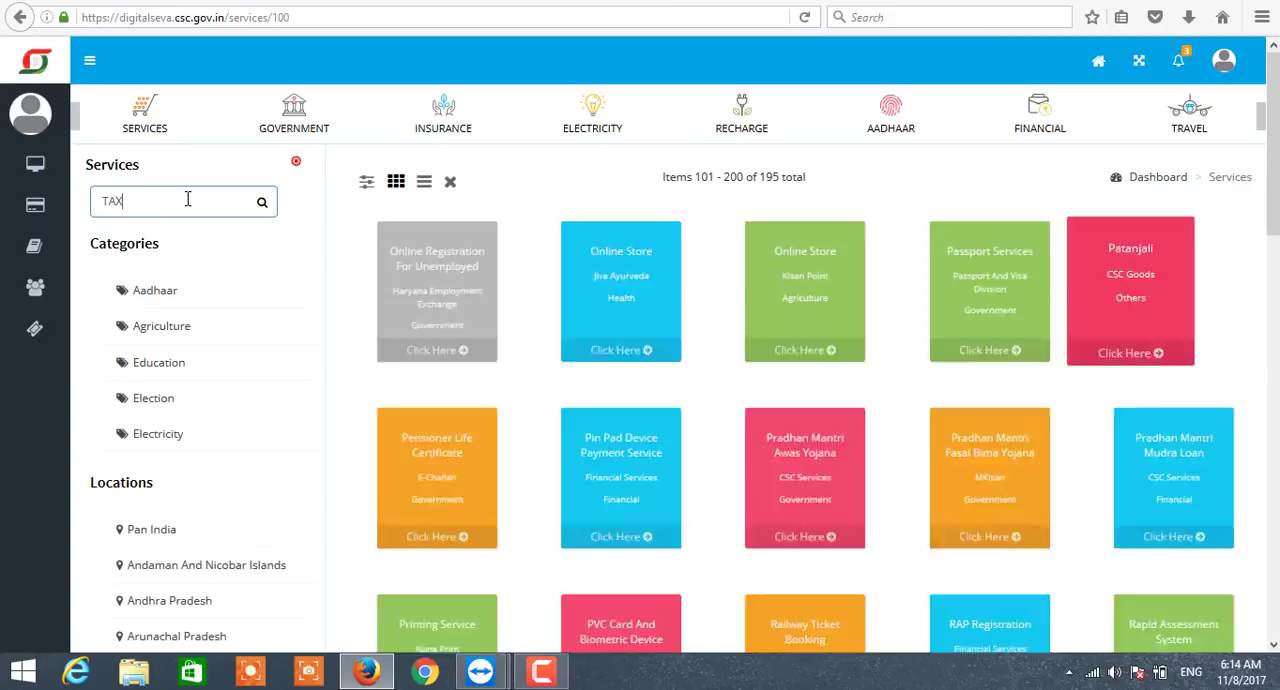 https://digitalseva.csc.gov.in/services/100
Search
3
SERVICES
GOVERNMENT
INSURANCE
ELECTRICITY
RECHARGE
AADHAAR
FINANCIAL
TRAVEL
Services
TAX
Categories
Aadhaar
Agriculture
Education
Election
Electricity
Locations
Pan India
Andaman And Nicobar Islands
Andhra Pradesh
Arunachal Pradesh
Items 101 - 200 of 195 total
Dashboard > Services
Online Registration
For Unemployed
Haryana Employment
Exchange
Government
Click Here
Online Store
Jiva Ayurveda
Health
Click Here
Online Store
Kisan Point
Agriculture
Click Here
Passport Services
Passport And Visa
Division
Government
Click Here
Patanjali
CSC Goods
Others
Click Here
Pensioner Life
Certificate
E-Challan
Government
Click Here
Pin Pad Device
Payment Service
Financial Services
Financial
Click Here
Pradhan Mantri
Awas Yojana
CSC Services
Government
Click Here
Pradhan Mantri
Fasal Bima Yojana
MKisan
Government
Click Here
Pradhan Mantri
Mudra Loan
CSC Services
Financial
Click Here
Printing Service
PVC Card And
Biometric Device
Railway Ticket
Booking
RAP Registration
Financial Services
Rapid Assessment
System
ENG
6:14 AM
11/8/2017